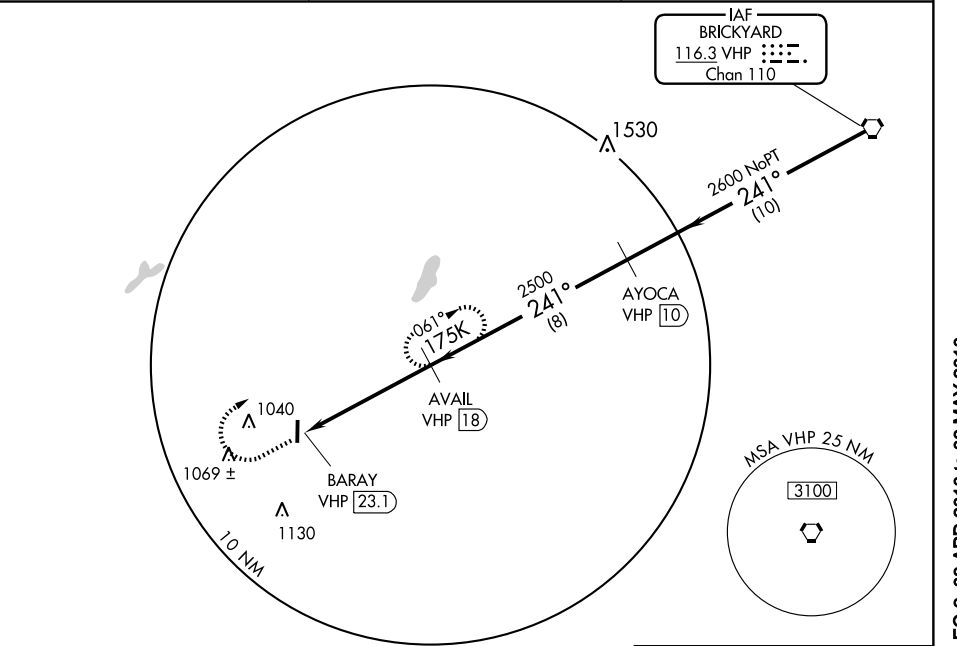 IAF
BRICKYARD
116.3 VHP
Chan 110
1530
2600 NoPT
241°
(10)
2500
241°
(8)
AYOCA
VHP 10
061°
175K
AVAIL
VHP 18
1040
1069 ±
BARAY
VHP 23.1
1130
10 NM
MSA VHP 25 NM
3100